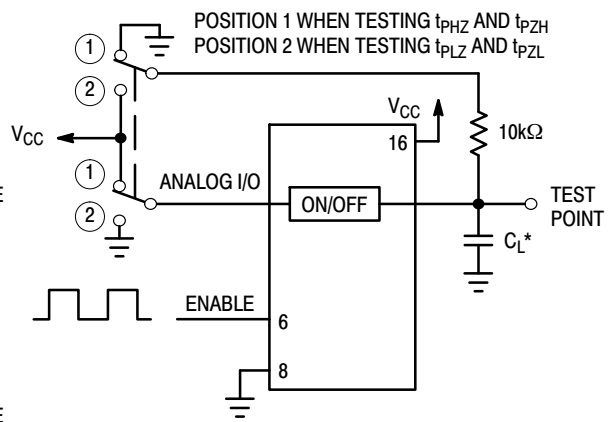 POSITION 1 WHEN TESTING tPHZ AND tPZH
POSITION 2 WHEN TESTING tPLZ AND tPZL
1
2
VCC
VCC
16
10kΩ
1
ANALOG I/O
ON/OFF
TEST
POINT
2
CL*
ENABLE
6
8
E
E